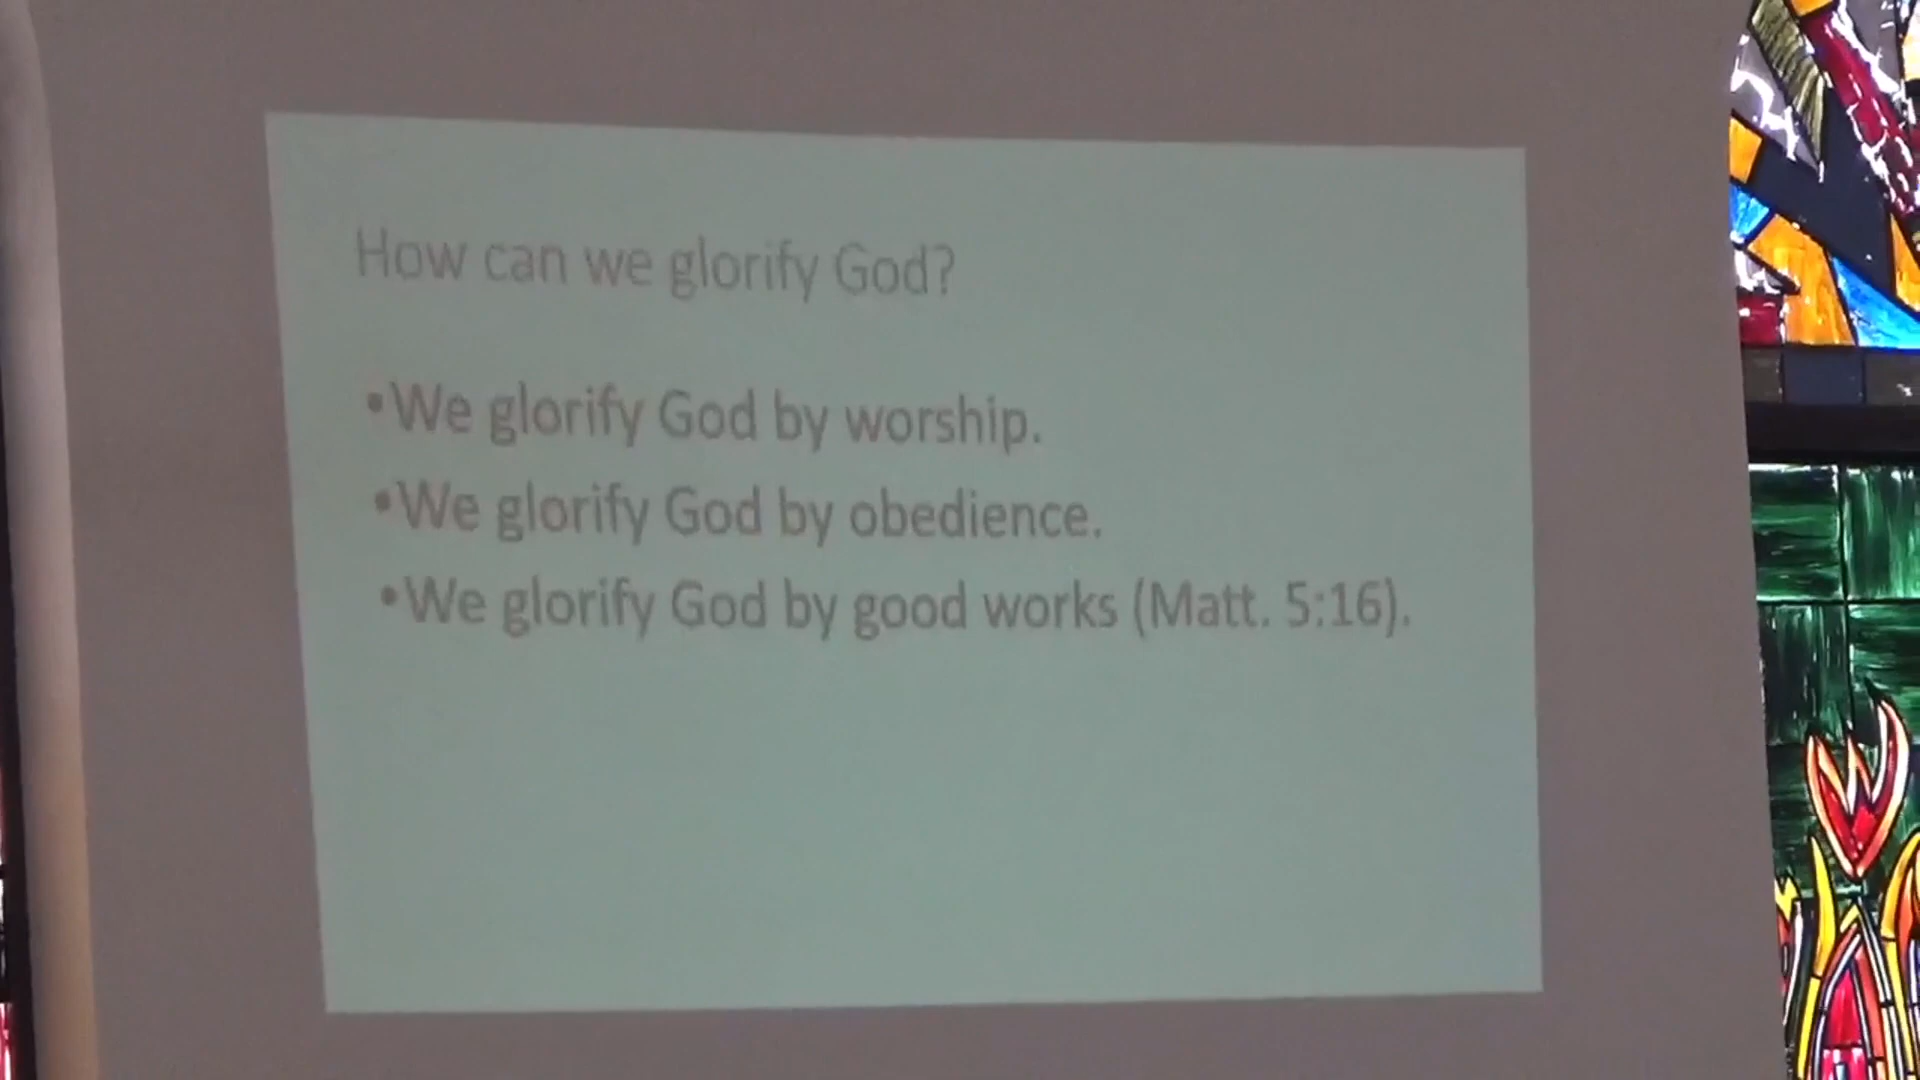 How can we glorify God?
•We glorify God by worship.
•We glorify God by obedience.
•We glorify God by good works (Matt. 5:16).